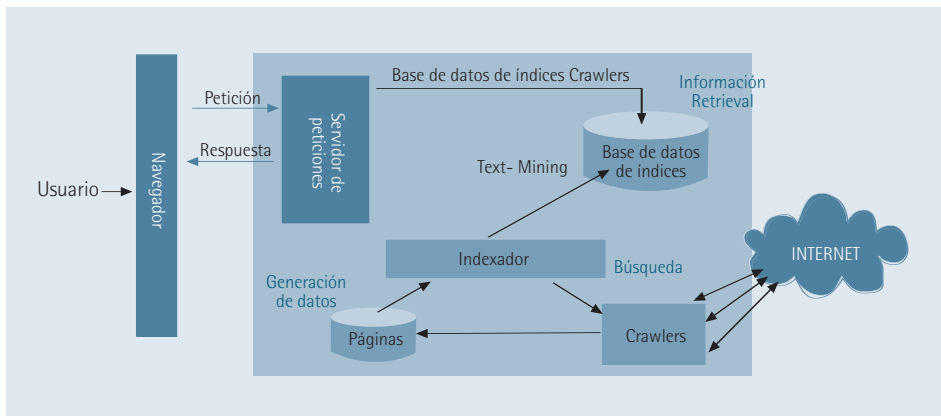 Base de datos de índices Crawlers
Información
Retrieval
Petición
Servidor de
peticiones
Respuesta
Base de datos
de índices
Text- Mining
Usuario
Navegador
INTERNET
Indexador
Búsqueda
Generación
de datos
Páginas
Crawlers